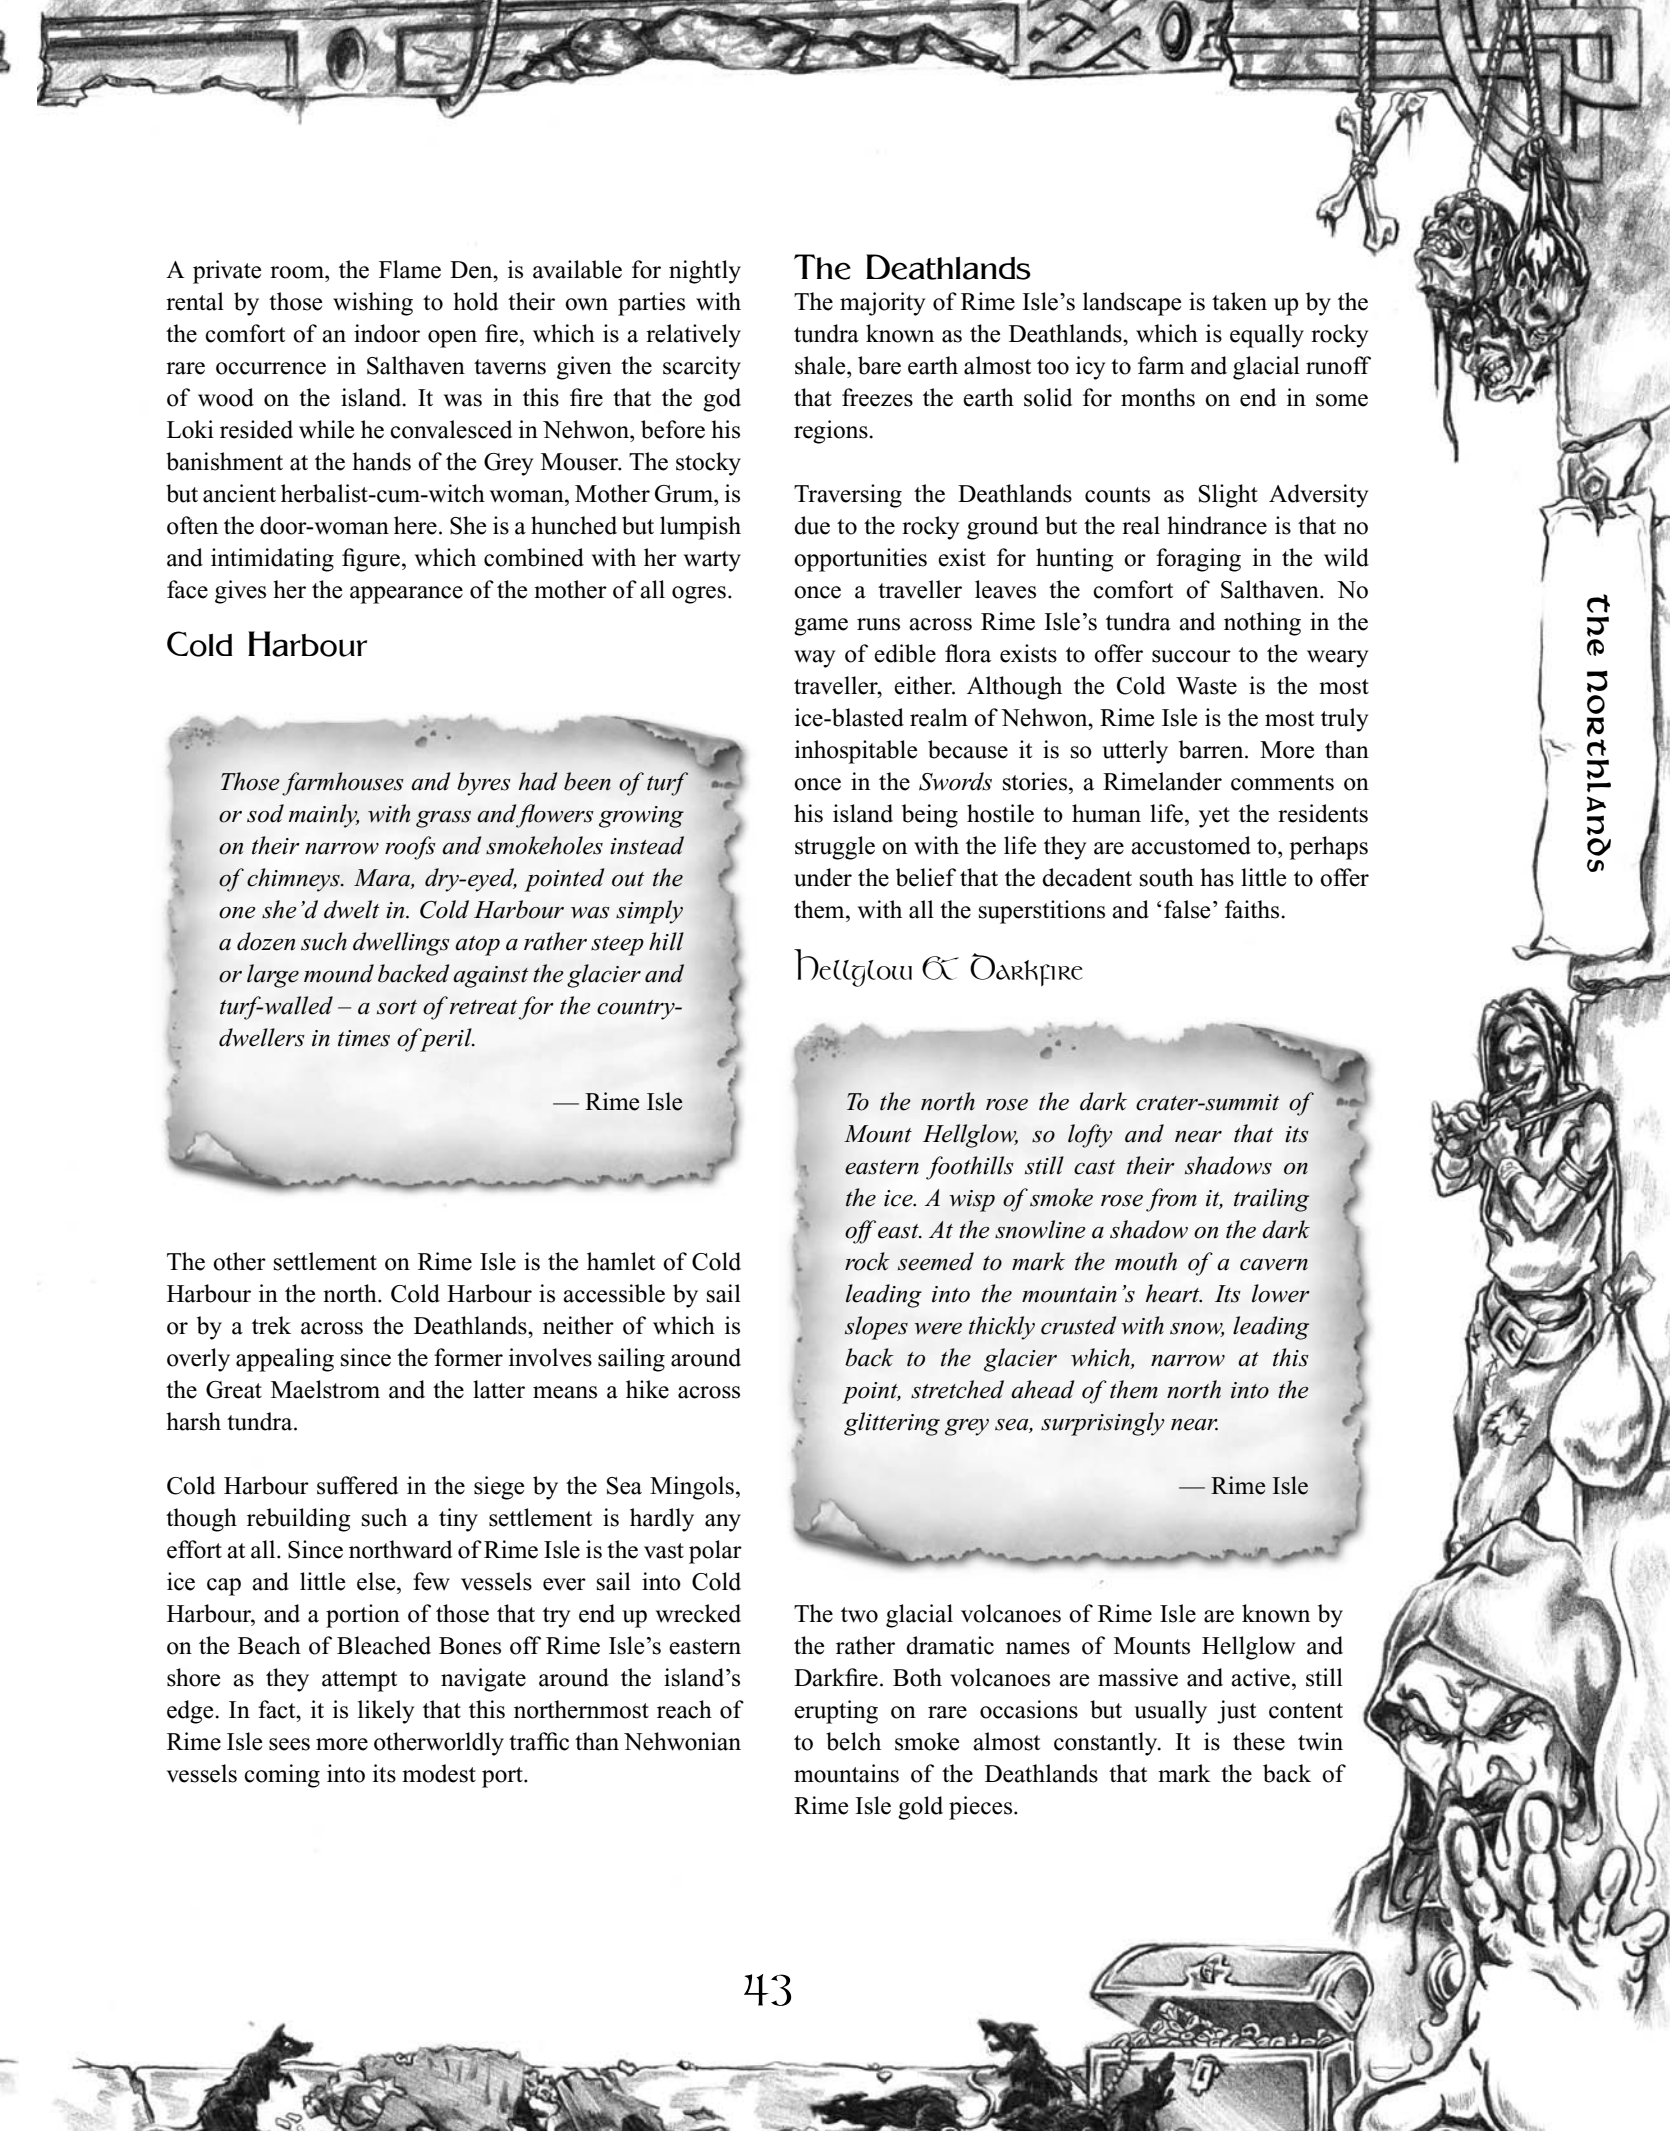 A private room, the Flame Den, is available for nightly
rental by those wishing to hold their own parties with
the comfort of an indoor open fire, which is a relatively
rare occurrence in Salthaven taverns given the scarcity
of wood on the island. It was in this fire that the god
Loki resided while he convalesced in Nehwon, before his
banishment at the hands of the Grey Mouser. The stocky
but ancient herbalist-cum-witch woman, Mother Grum, is
often the door-woman here. She is a hunched but lumpish
and intimidating figure, which combined with her warty
face gives her the appearance of the mother of all ogres.
Cold Harbour
Those farmhouses and byres had been of turf
or sod mainly, with grass and flowers growing
on their narrow roofs and smokeholes instead
of chimneys. Mara, dry-eyed, pointed out the
one she'd dwelt in. Cold Harbour was simply
a dozen such dwellings atop a rather steep hill
or large mound backed against the glacier and
turf-walled – a sort of retreat for the country-
dwellers in times of peril.
— Rime Isle
The other settlement on Rime Isle is the hamlet of Cold
Harbour in the north. Cold Harbour is accessible by sail
or by a trek across the Deathlands, neither of which is
overly appealing since the former involves sailing around
the Great Maelstrom and the latter means a hike across
harsh tundra.
Cold Harbour suffered in the siege by the Sea Mingols,
though rebuilding such a tiny settlement is hardly any
effort at all. Since northward of Rime Isle is the vast polar
ice cap and little else, few vessels ever sail into Cold
Harbour, and a portion of those that try end up wrecked
on the Beach of Bleached Bones off Rime Isle's eastern
shore as they attempt to navigate around the island's
edge. In fact, it is likely that this northernmost reach of
Rime Isle sees more otherworldly traffic than Nehwonian
vessels coming into its modest port.
The Deathlands
The majority of Rime Isle's landscape is taken up by the
tundra known as the Deathlands, which is equally rocky
shale, bare earth almost too icy to farm and glacial runoff
that freezes the earth solid for months on end in some
regions.
Traversing the Deathlands counts as Slight Adversity
due to the rocky ground but the real hindrance is that no
opportunities exist for hunting or foraging in the wild
once a traveller leaves the comfort of Salthaven. No
game runs across Rime Isle's tundra and nothing in the
way of edible flora exists to offer succour to the weary
traveller, either. Although the Cold Waste is the most
ice-blasted realm of Nehwon, Rime Isle is the most truly
inhospitable because it is so utterly barren. More than
once in the Swords stories, a Rimelander comments on
his island being hostile to human life, yet the residents
struggle on with the life they are accustomed to, perhaps
under the belief that the decadent south has little to offer
them, with all the superstitions and 'false' faiths.
Hellglow & Darkfire
To the north rose the dark crater-summit of
Mount Hellglow, so lofty and near that its
eastern foothills still cast their shadows on
the ice. A wisp of smoke rose from it, trailing
off east. At the snowline a shadow on the dark
rock seemed to mark the mouth of a cavern
leading into the mountain's heart. Its lower
slopes were thickly crusted with snow, leading
back to the glacier which, narrow at this
point, stretched ahead of them north into the
glittering grey sea, surprisingly near.
— Rime Isle
The two glacial volcanoes of Rime Isle are known by
the rather dramatic names of Mounts Hellglow and
Darkfire. Both volcanoes are massive and active, still
erupting on rare occasions but usually just content
to belch smoke almost constantly. It is these twin
mountains of the Deathlands that mark the back of
Rime Isle gold pieces.
The Northlands
43